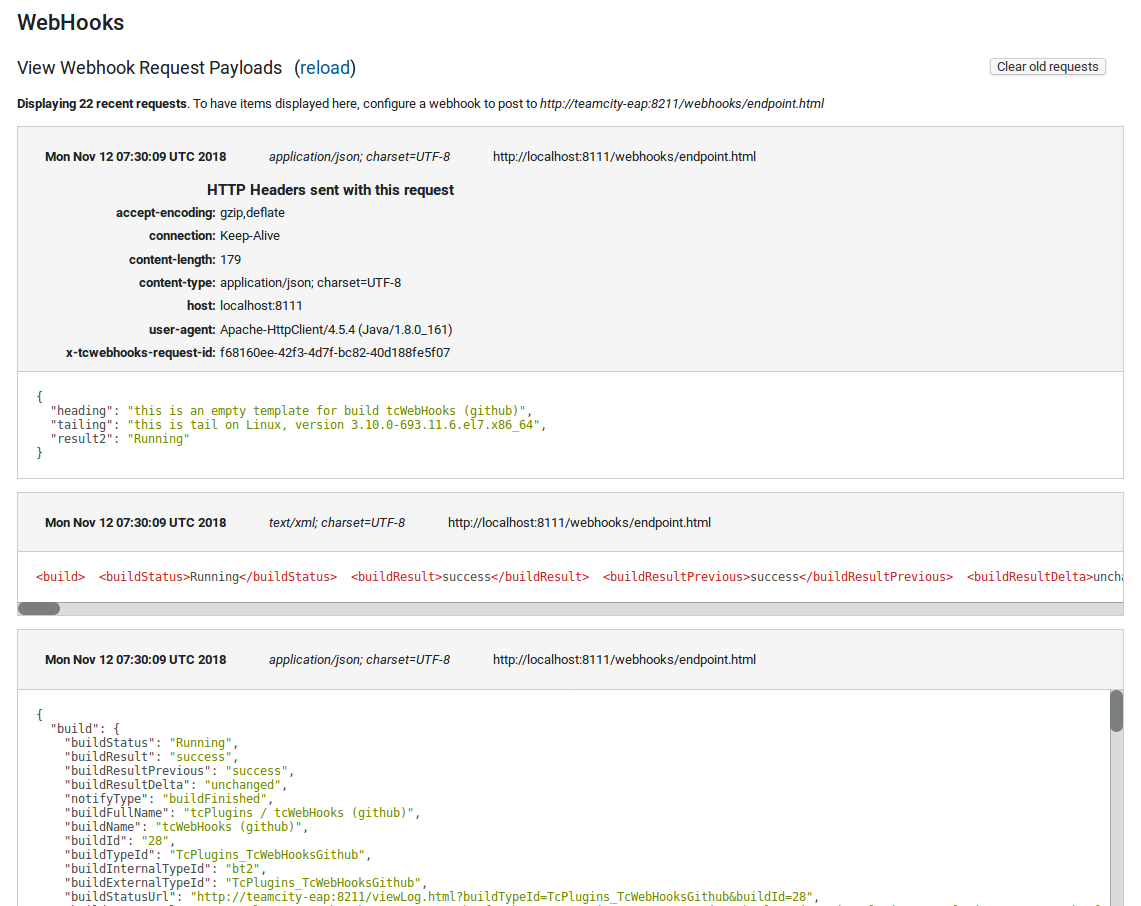 WebHooks
View Webhook Request Payloads (reload)
Clear old requests
Displaying 22 recent requests. To have items displayed here, configure a webhook to post to http://teamcity-eap:8211/webhooks/endpoint.html
Mon Nov 12 07:30:09 UTC 2018 application/json; charset=UTF-8 http://localhost:8111/webhooks/endpoint.html
HTTP Headers sent with this request
accept-encoding: gzip,deflate
connection: Keep-Alive
content-length: 179
content-type: application/json; charset=UTF-8
host: localhost:8111
user-agent: Apache-HttpClient/4.5.4 (Java/1.8.0_161)
x-tcwebhooks-request-id: f68160ee-42f3-4d7f-bc82-40d188fe5f07
{
"heading": "this is an empty template for build tcWebHooks (github)",
"tailing": "this is tail on Linux, version 3.10.0-693.11.6.el7.x86_64",
"result2": "Running"
}
Mon Nov 12 07:30:09 UTC 2018 text/xml; charset=UTF-8 http://localhost:8111/webhooks/endpoint.html
<build> <buildStatus>Running</buildStatus> <buildResult>success</buildResult> <buildResultPrevious>success</buildResultPrevious> <buildResultDelta>uncha
Mon Nov 12 07:30:09 UTC 2018 application/json; charset=UTF-8 http://localhost:8111/webhooks/endpoint.html
{
"build": {
"buildStatus": "Running",
"buildResult": "success",
"buildResultPrevious": "success",
"buildResultDelta": "unchanged",
"notifyType": "buildFinished",
"buildFullName": "tcPlugins / tcWebHooks (github)",
"buildName": "tcWebHooks (github)",
"buildId": "28",
"buildTypeId": "TcPlugins_TcWebHooksGithub",
"buildInternalTypeId": "bt2",
"buildExternalTypeId": "TcPlugins_TcWebHooksGithub",
"buildStatusUrl": "http://teamcity-eap:8211/viewLog.html?buildTypeId=TcPlugins_TcWebHooksGithub&buildId=28",